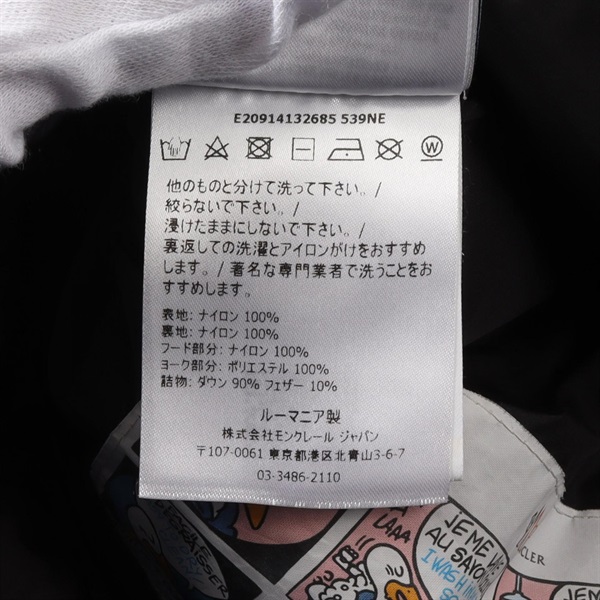 E20914132685 539NE
W
他のものと分けて洗って下さい。/
絞らないで下さい。/
浸けたままにしないで下さい。/
裏返しての洗濯とアイロンがけをおすすめ
します。/ 著名な専門業者で洗うことをお
すすめします。
表地: ナイロン 100%
裏地: ナイロン 100%
フード部分: ナイロン 100%
ヨーク部分: ポリエステル 100%
詰物: ダウン 90% フェザー 10%
ルーマニア製
株式会社モンクレール ジャパン
〒107-0061 東京都港区北青山3-6-7
03-3486-2110
LAAA
JEME
AU SAVO
I WASH